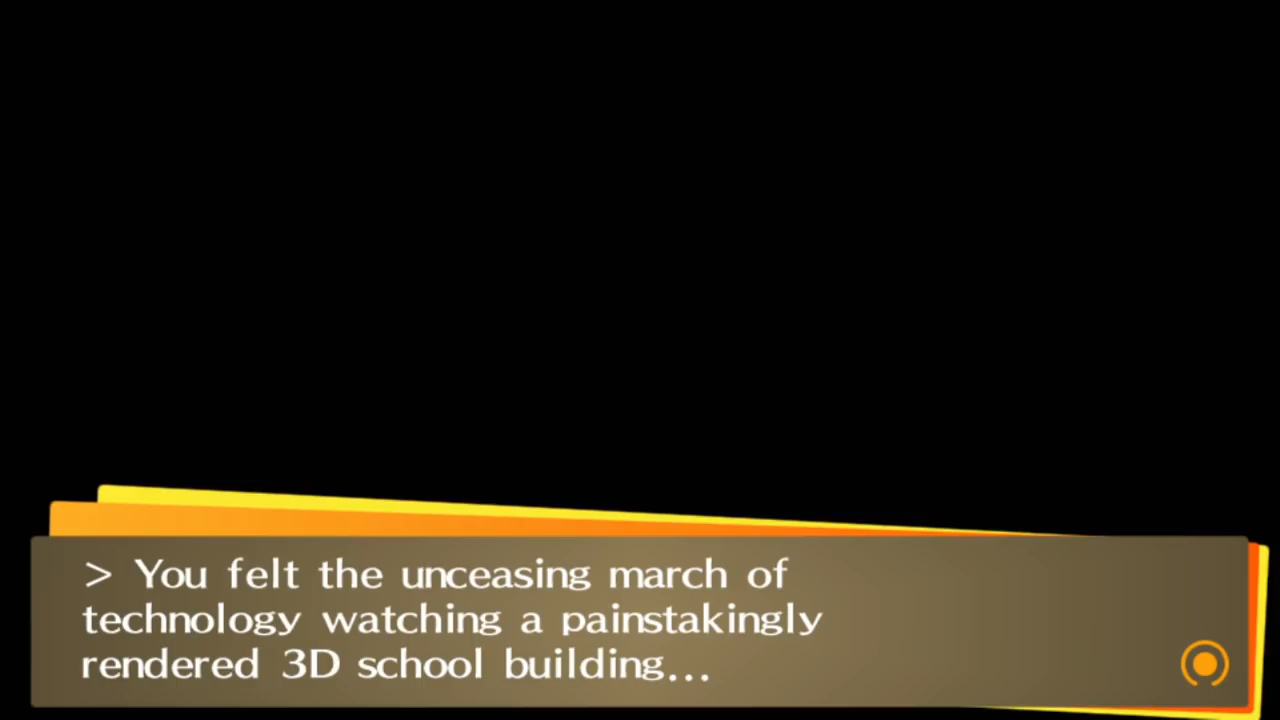 > You felt the unceasing march of
technology watching a painstakingly
rendered 3D school building...